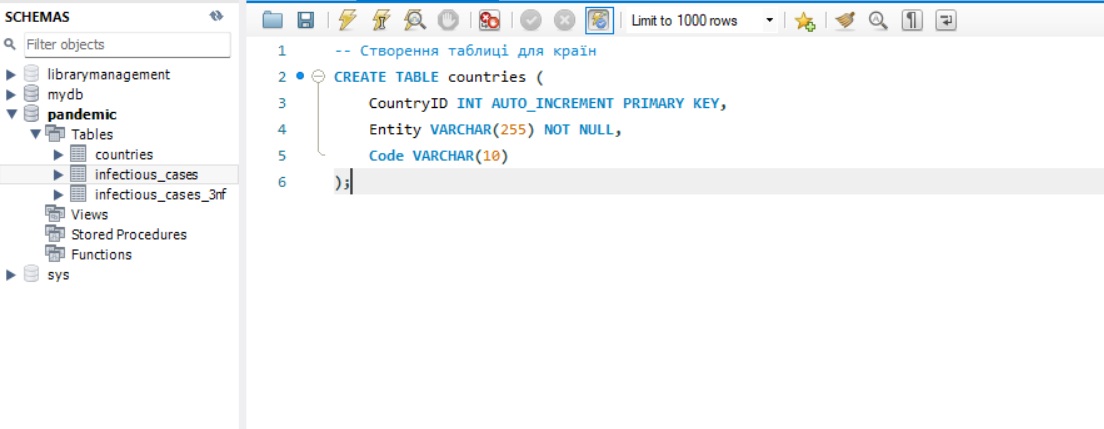 SCHEMAS
Filter objects
librarymanagement
mydb
pandemic
Tables
countries
infectious_cases
infectious_cases_3nf
Views
Stored Procedures
Functions
sys
Limit to 1000 rows
1 -- Створення таблиці для країн
2 CREATE TABLE countries (
3 CountryID INT AUTO_INCREMENT PRIMARY KEY,
4 Entity VARCHAR(255) NOT NULL,
5 Code VARCHAR(10)
6 );